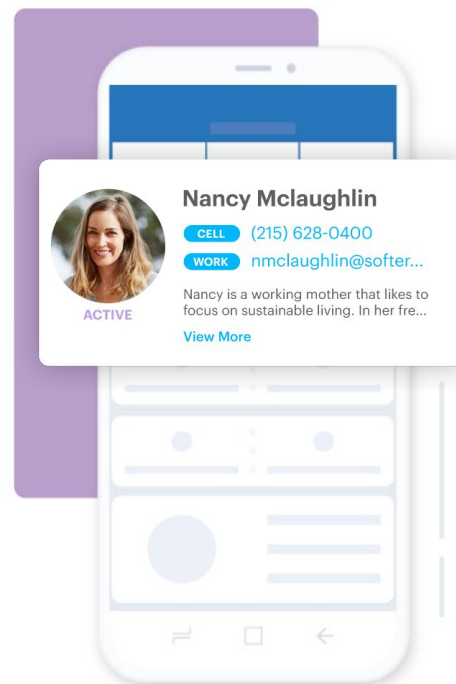 Nancy Mclaughlin
CELL (215) 628-0400
WORK nmclaughlin@softer...
Nancy is a working mother that likes to
focus on sustainable living. In her fre...
ACTIVE
View More